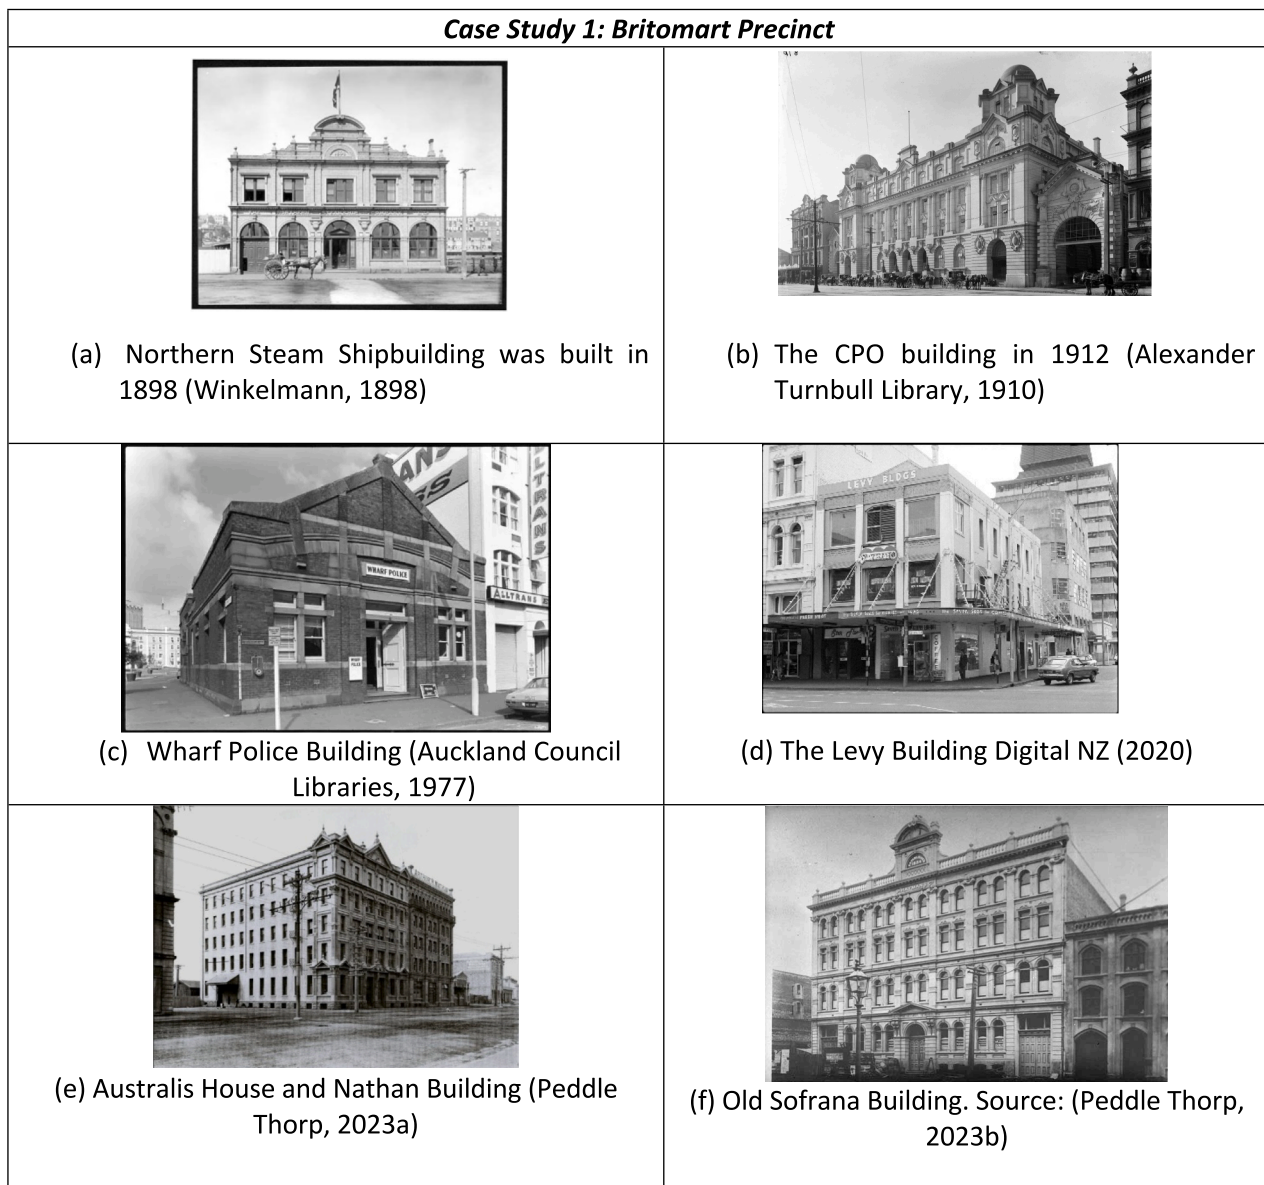 Case Study 1: Britomart Precinct
(a) Northern Steam Shipbuilding was built in
1898 (Winkelmann, 1898)
(b) The CPO building in 1912 (Alexander
Turnbull Library, 1910)
WHARF POLICE
ALLTRANS
ALLTRANS
LEVY BLDGS
(c) Wharf Police Building (Auckland Council
Libraries, 1977)
(d) The Levy Building Digital NZ (2020)
(e) Australis House and Nathan Building (Peddle
Thorp, 2023a)
(f) Old Sofrana Building. Source: (Peddle Thorp,
2023b)